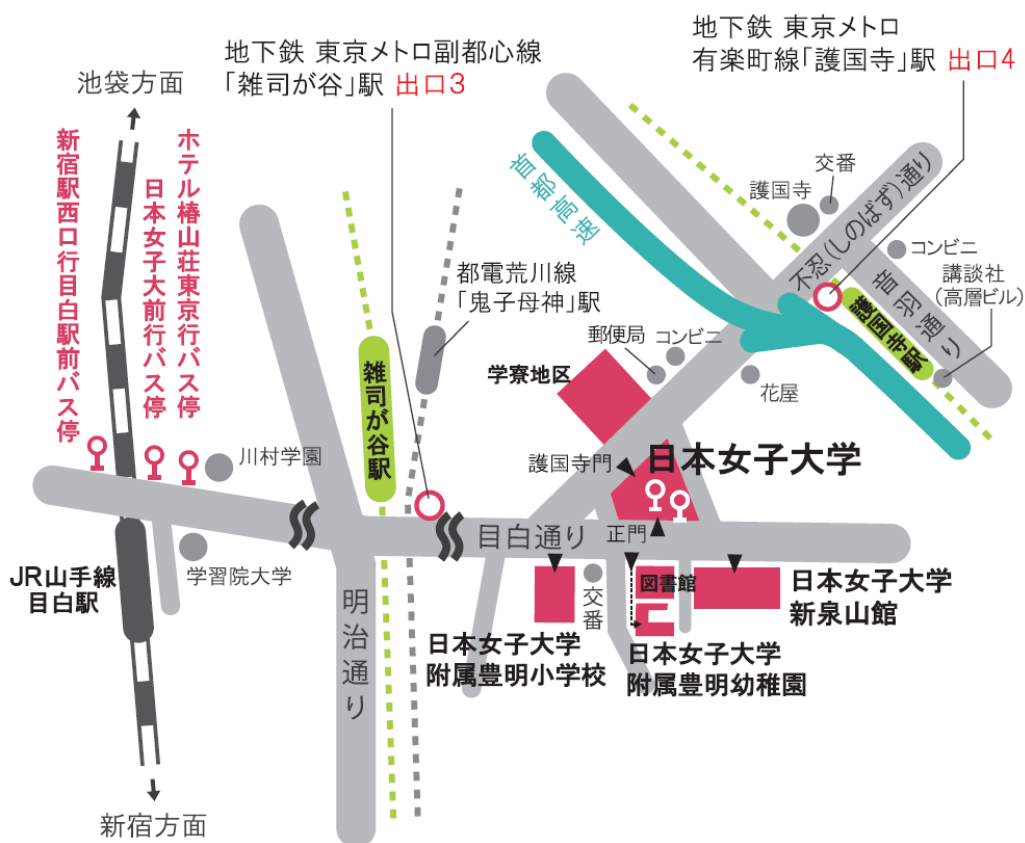 地下鉄 東京メトロ副都心線
「雑司が谷」駅 出口3
地下鉄 東京メトロ
有楽町線「護国寺」駅 出口4
池袋方面
新宿駅西口行目白駅前バス停
日本女子大前行バス停
ホテル椿山荘東京行バス停
首都高速
交番
護国寺
不忍(しのばず)通り
コンビニ
音羽通り
講談社
(高層ビル)
護国寺駅
都電荒川線
「鬼子母神」駅
雑司が谷駅
郵便局
コンビニ
学寮地区
花屋
川村学園
護国寺門
日本女子大学
目白通り
正門
学習院大学
JR山手線
目白駅
明治通り
交番
図書館
日本女子大学
新泉山館
日本女子大学
附属豊明小学校
日本女子大学
附属豊明幼稚園
新宿方面